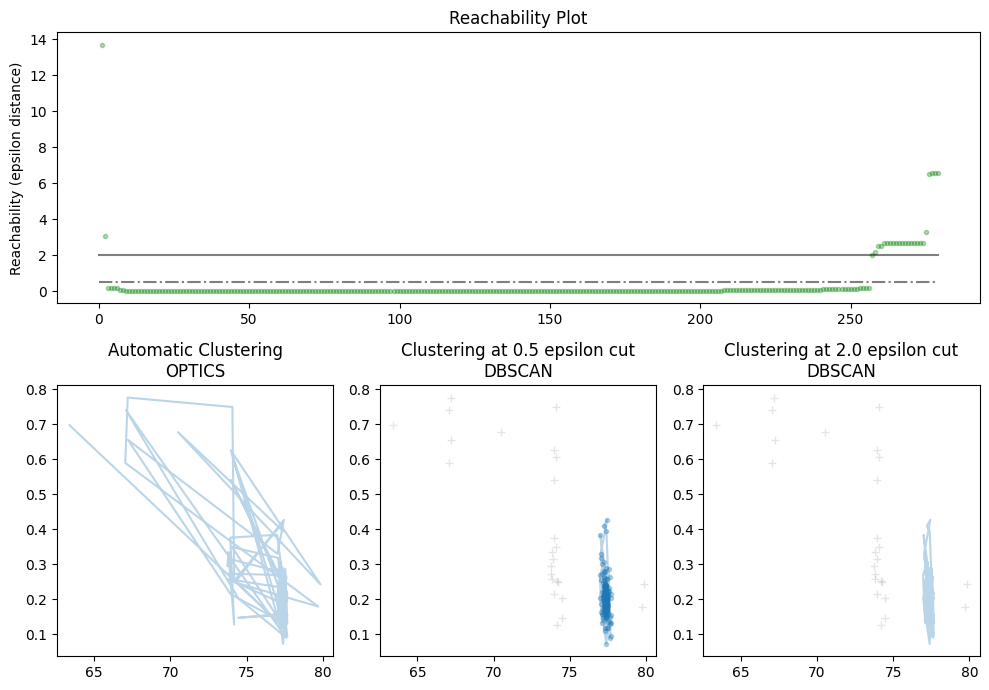 Reachability Plot
Reachability (epsilon distance)
14
12
10
8
6
4
2
0
0 50 100 150 200 250
Automatic Clustering
OPTICS
0.8
0.7
0.6
0.5
0.4
0.3
0.2
0.1
65 70 75 80
Clustering at 0.5 epsilon cut
DBSCAN
0.8
0.7
0.6
0.5
0.4
0.3
0.2
0.1
65 70 75 80
Clustering at 2.0 epsilon cut
DBSCAN
0.8
0.7
0.6
0.5
0.4
0.3
0.2
0.1
65 70 75 80